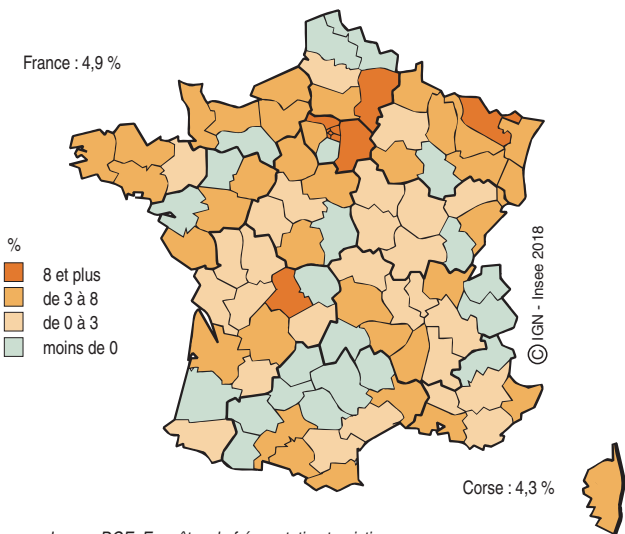 France : 4,9 %
%
8 et plus
de 3 à 8
de 0 à 3
moins de 0
© IGN - Insee 2018
Corse : 4,3 %